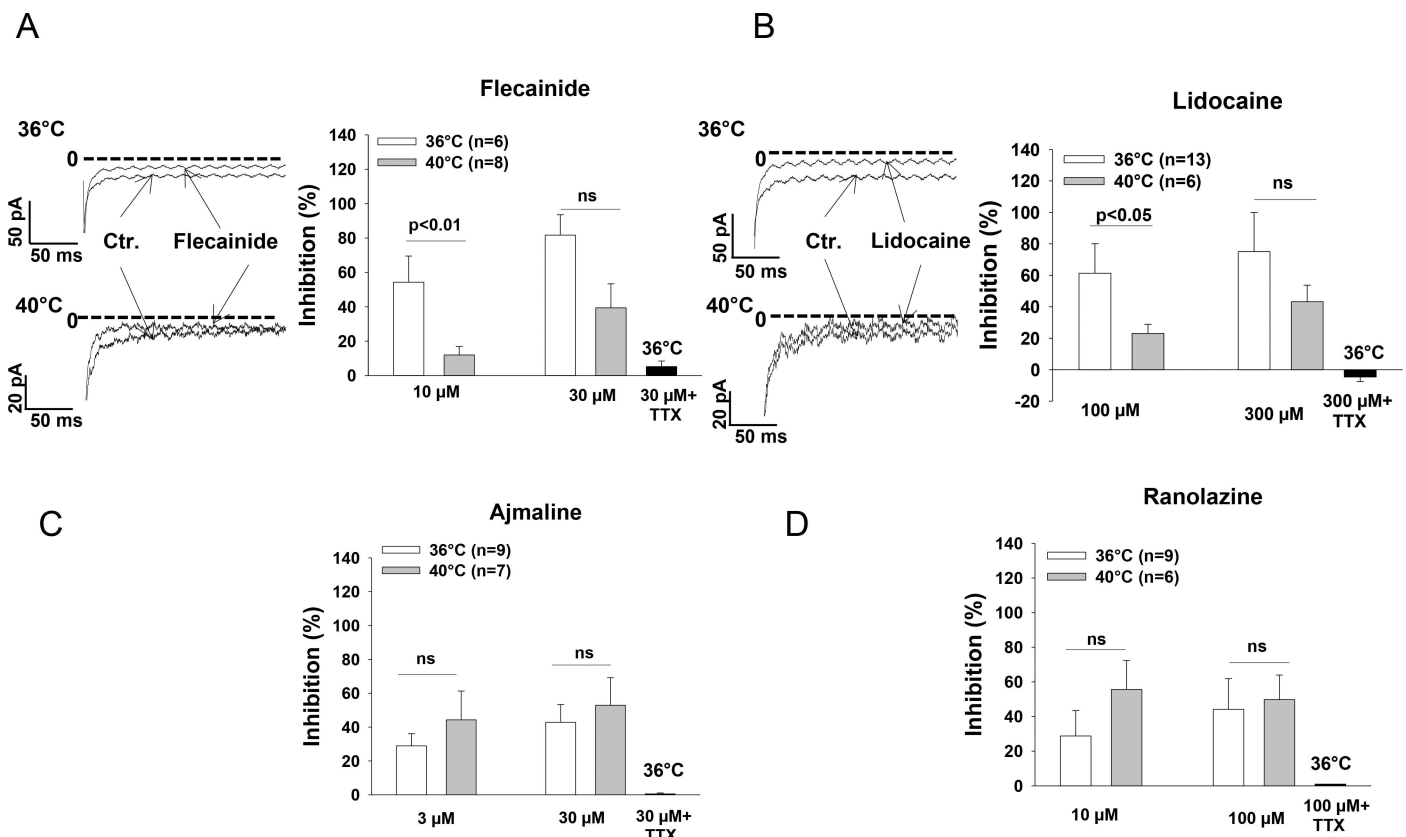 A
Flecainide
36°C
0
50 pA
50 ms
Ctr.
Flecainide
40°C
0
20 pA
50 ms
Inhibition (%)
140
120
100
80
60
40
20
0
36°C (n=6)
40°C (n=8)
p<0.01
ns
36°C
10 µM
30 µM
30 µM+
TTX
B
Lidocaine
36°C
0
50 pA
50 ms
Ctr.
Lidocaine
40°C
0
20 pA
50 ms
Inhibition (%)
140
120
100
80
60
40
20
0
-20
36°C (n=13)
40°C (n=6)
p<0.05
ns
36°C
100 µM
300 µM
300 µM+
TTX
C
Ajmaline
Inhibition (%)
140
120
100
80
60
40
20
0
36°C (n=9)
40°C (n=7)
ns
ns
36°C
3 µM
30 µM
30 µM+
TTX
D
Ranolazine
Inhibition (%)
140
120
100
80
60
40
20
0
36°C (n=9)
40°C (n=6)
ns
ns
36°C
10 µM
100 µM
100 µM+
TTX